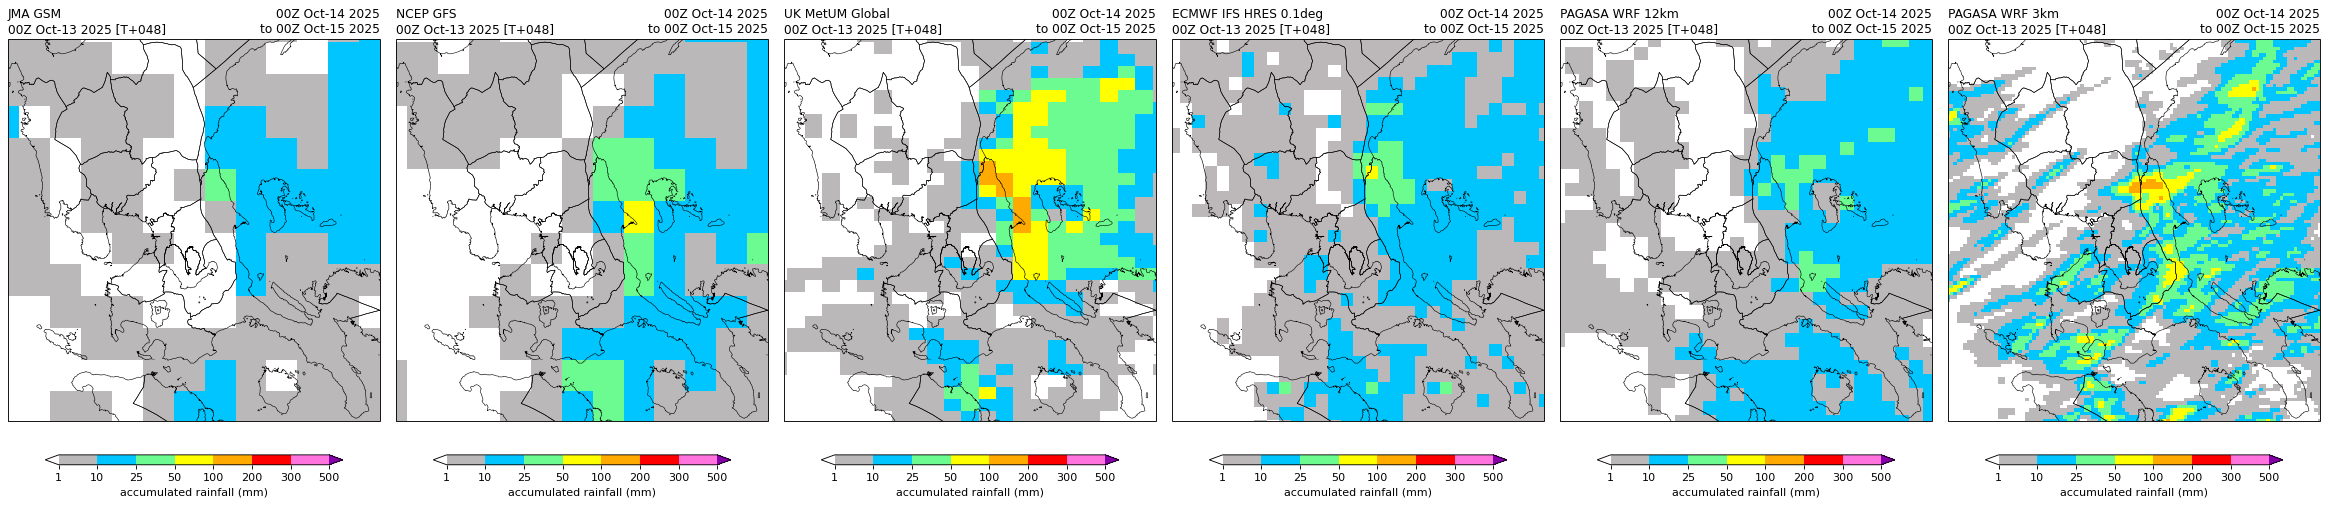 JMA GSM
00Z Oct-14 2025
00Z Oct-13 2025 [T+048]
to 00Z Oct-15 2025
NCEP GFS
00Z Oct-14 2025
00Z Oct-13 2025 [T+048]
to 00Z Oct-15 2025
UK MetUM Global
00Z Oct-14 2025
00Z Oct-13 2025 [T+048]
to 00Z Oct-15 2025
ECMWF IFS HRES 0.1deg
00Z Oct-14 2025
00Z Oct-13 2025 [T+048]
to 00Z Oct-15 2025
PAGASA WRF 12km
00Z Oct-14 2025
00Z Oct-13 2025 [T+048]
to 00Z Oct-15 2025
PAGASA WRF 3km
00Z Oct-14 2025
00Z Oct-13 2025 [T+048]
to 00Z Oct-15 2025
1 10 25 50 100 200 300 500
accumulated rainfall (mm)
1 10 25 50 100 200 300 500
accumulated rainfall (mm)
1 10 25 50 100 200 300 500
accumulated rainfall (mm)
1 10 25 50 100 200 300 500
accumulated rainfall (mm)
1 10 25 50 100 200 300 500
accumulated rainfall (mm)
1 10 25 50 100 200 300 500
accumulated rainfall (mm)